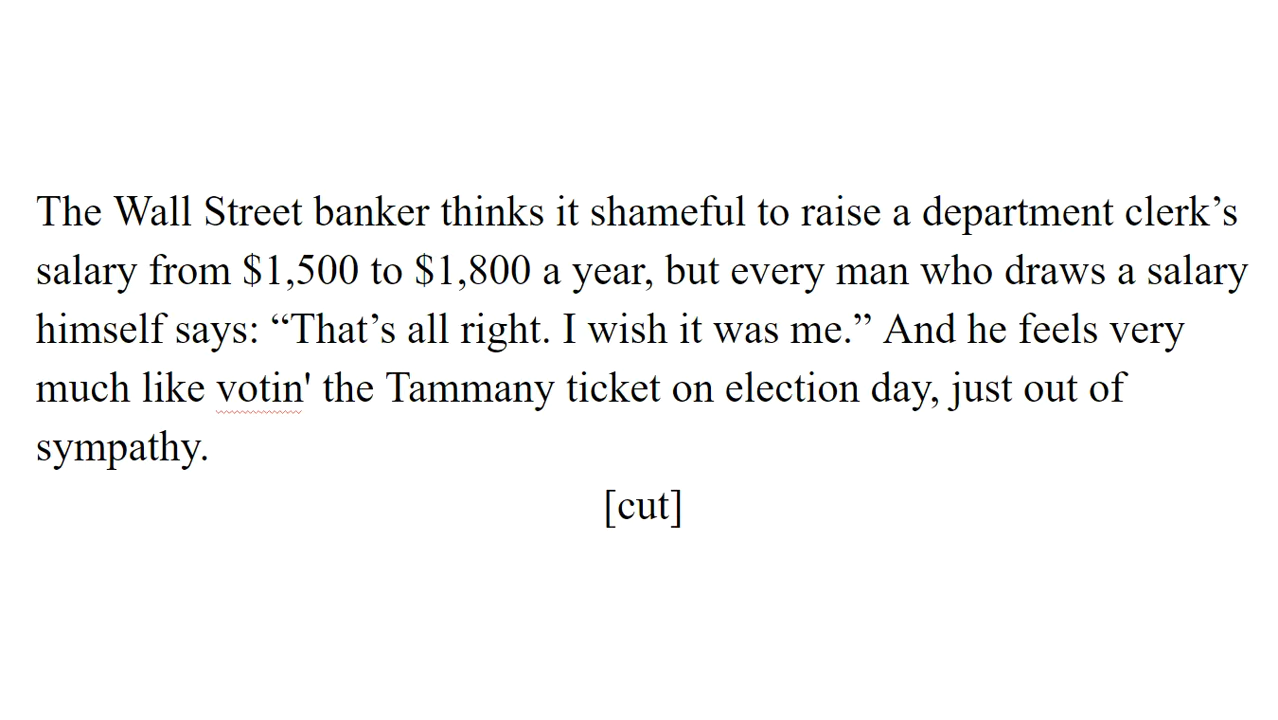 The Wall Street banker thinks it shameful to raise a department clerk’s
salary from $1,500 to $1,800 a year, but every man who draws a salary
himself says: “That’s all right. I wish it was me.” And he feels very
much like votin' the Tammany ticket on election day, just out of
sympathy.
[cut]